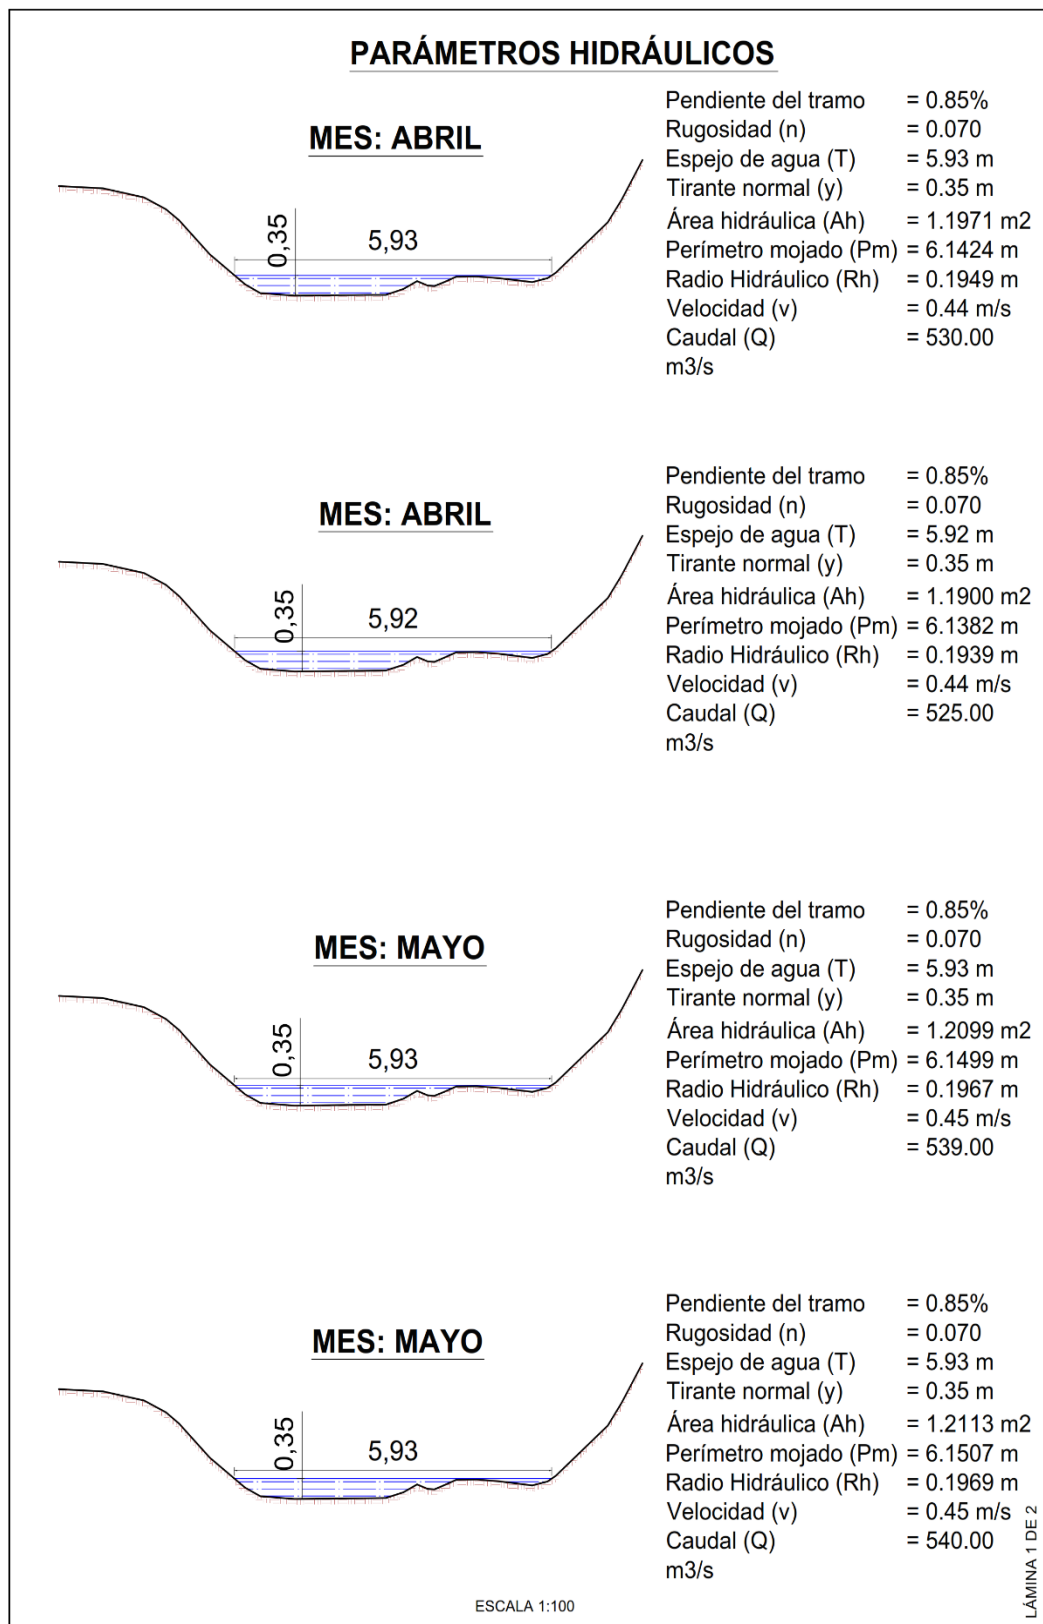 PARÁMETROS HIDRÁULICOS
MES: ABRIL
0,35
5,93
Pendiente del tramo = 0.85%
Rugosidad (n) = 0.070
Espejo de agua (T) = 5.93 m
Tirante normal (y) = 0.35 m
Área hidráulica (Ah) = 1.1971 m2
Perímetro mojado (Pm) = 6.1424 m
Radio Hidráulico (Rh) = 0.1949 m
Velocidad (v) = 0.44 m/s
Caudal (Q) = 530.00
m3/s
MES: ABRIL
0,35
5,92
Pendiente del tramo = 0.85%
Rugosidad (n) = 0.070
Espejo de agua (T) = 5.92 m
Tirante normal (y) = 0.35 m
Área hidráulica (Ah) = 1.1900 m2
Perímetro mojado (Pm) = 6.1382 m
Radio Hidráulico (Rh) = 0.1939 m
Velocidad (v) = 0.44 m/s
Caudal (Q) = 525.00
m3/s
MES: MAYO
0,35
5,93
Pendiente del tramo = 0.85%
Rugosidad (n) = 0.070
Espejo de agua (T) = 5.93 m
Tirante normal (y) = 0.35 m
Área hidráulica (Ah) = 1.2099 m2
Perímetro mojado (Pm) = 6.1499 m
Radio Hidráulico (Rh) = 0.1967 m
Velocidad (v) = 0.45 m/s
Caudal (Q) = 539.00
m3/s
MES: MAYO
0,35
5,93
Pendiente del tramo = 0.85%
Rugosidad (n) = 0.070
Espejo de agua (T) = 5.93 m
Tirante normal (y) = 0.35 m
Área hidráulica (Ah) = 1.2113 m2
Perímetro mojado (Pm) = 6.1507 m
Radio Hidráulico (Rh) = 0.1969 m
Velocidad (v) = 0.45 m/s
Caudal (Q) = 540.00
m3/s
ESCALA 1:100
LÁMINA 1 DE 2